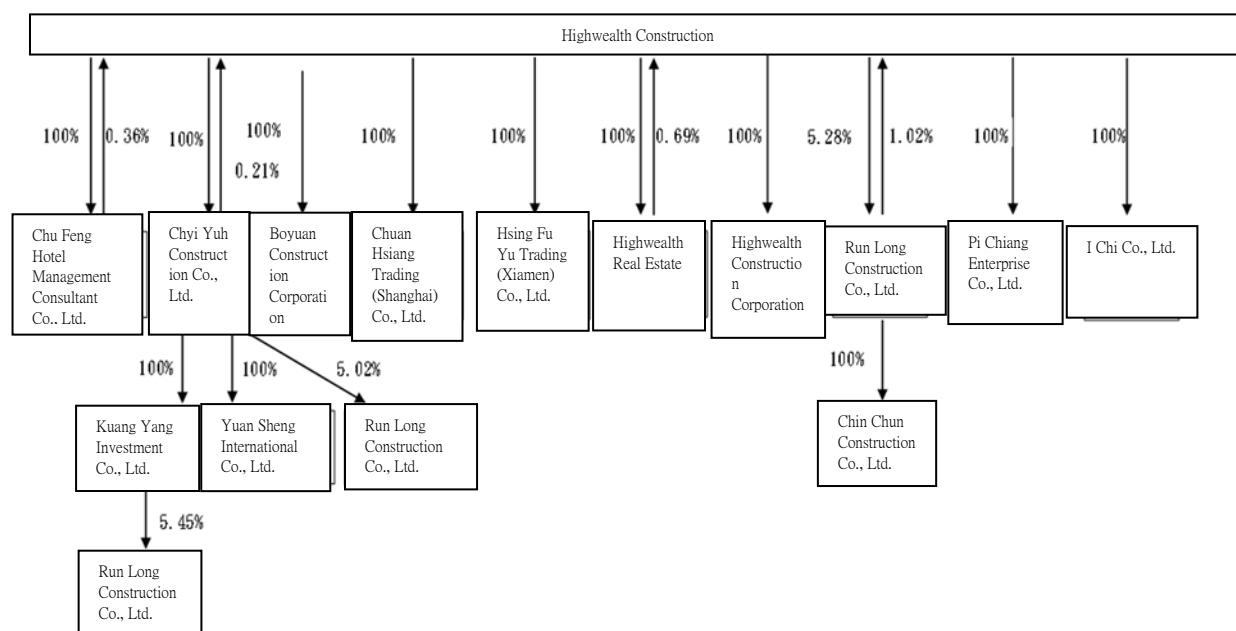 Highwealth Construction
100%
0.36%
100%
0.21%
100%
100%
100%
100%
0.69%
100%
5.28%
1.02%
100%
100%
Chu Feng
Hotel
Management
Consultant
Co.. Ltd.
Chyi Yuh
Construct
ion Co.,
Ltd.
Boyuan
Construct
ion
Corporati
on
Chuan
Hsiang
Trading
(Shanghai)
Co., Ltd.
Hsing Fu
Yu Trading
(Xiamen)
Co., Ltd.
Highwealth
Real Estate
Highwealth
Constructio
n
Corporation
Run Long
Construction
Co., Ltd.
Pi Chiang
Enterprise
Co., Ltd.
I Chi Co., Ltd.
100%
100%
5.02%
100%
Kuang Yang
Investment
Co., Ltd.
Yuan Sheng
International
Co., Ltd.
Run Long
Construction
Co., Ltd.
Chin Chun
Construction
Co., Ltd.
5.45%
Run Long
Construction
Co., Ltd.